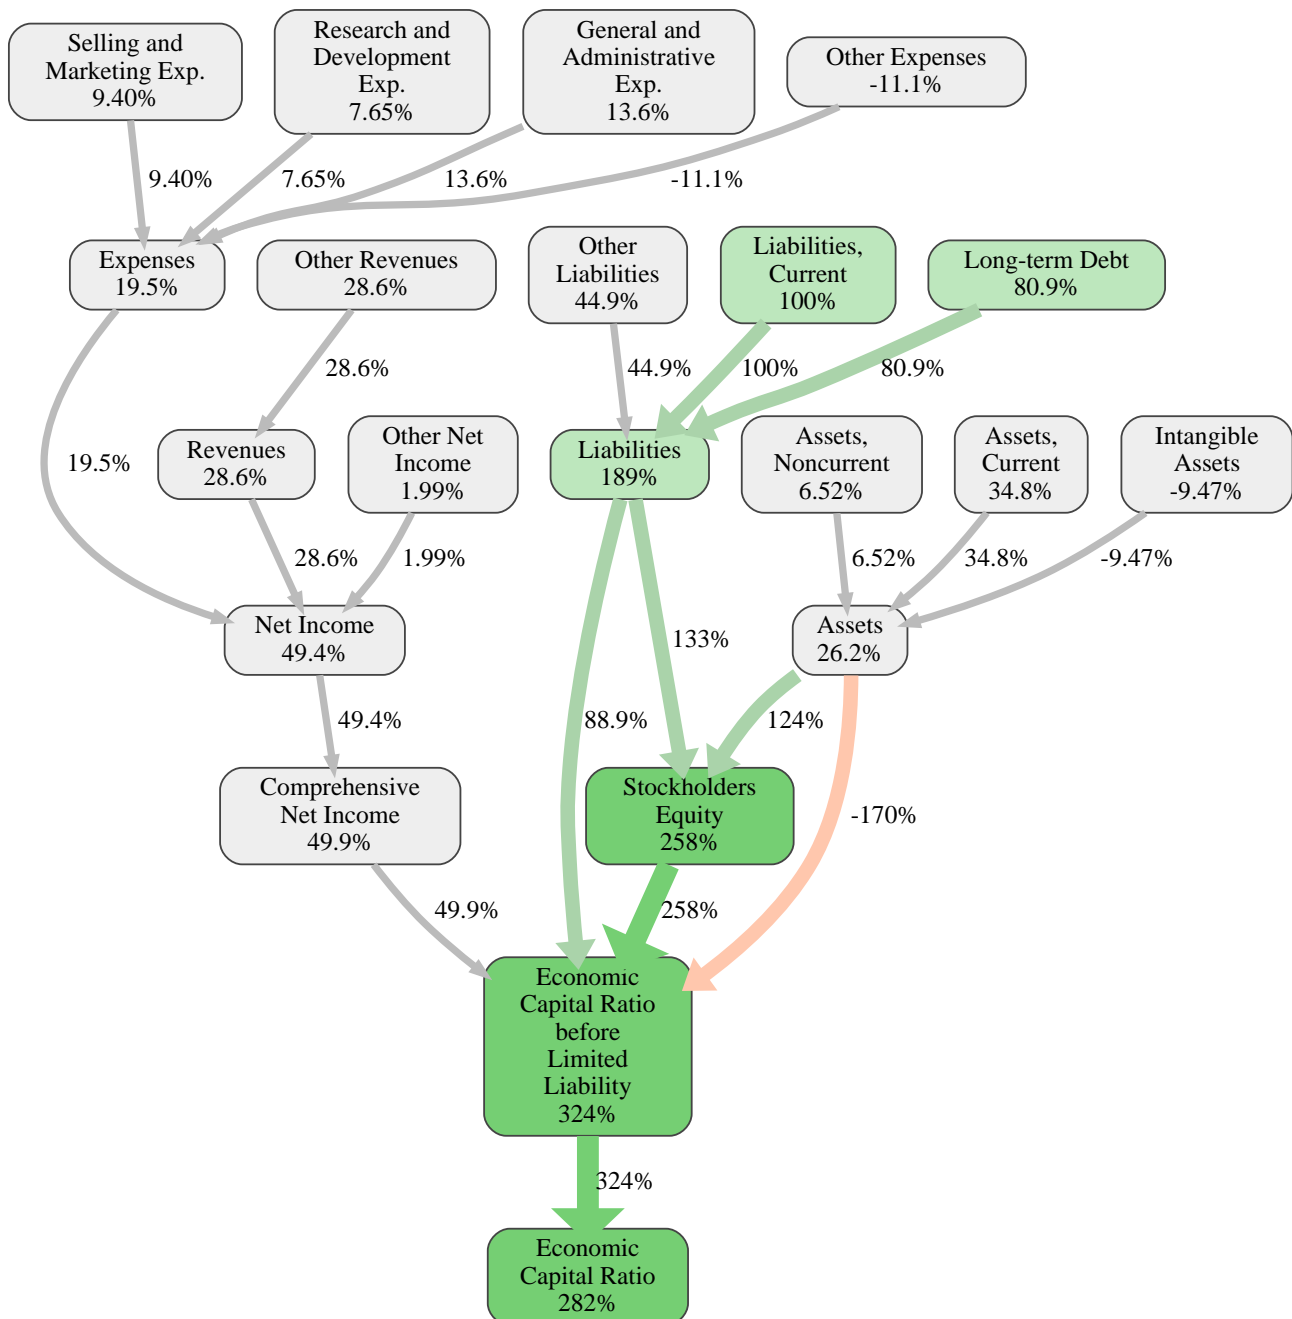 Selling and
Marketing Exp.
9.40%
Research and
Development
Exp.
7.65%
General and
Administrative
Exp.
13.6%
Other Expenses
-11.1%
9.40%
7.65%
13.6%
-11.1%
Expenses
19.5%
Other Revenues
28.6%
Other
Liabilities
44.9%
Liabilities,
Current
100%
Long-term Debt
80.9%
28.6%
44.9%
100%
80.9%
19.5%
Revenues
28.6%
Other Net
Income
1.99%
Liabilities
189%
Assets,
Noncurrent
6.52%
Assets,
Current
34.8%
Intangible
Assets
-9.47%
28.6%
1.99%
6.52%
34.8%
-9.47%
Net Income
49.4%
133%
Assets
26.2%
49.4%
88.9%
124%
-170%
Comprehensive
Net Income
49.9%
Stockholders
Equity
258%
49.9%
258%
Economic
Capital Ratio
before
Limited
Liability
324%
324%
Economic
Capital Ratio
282%